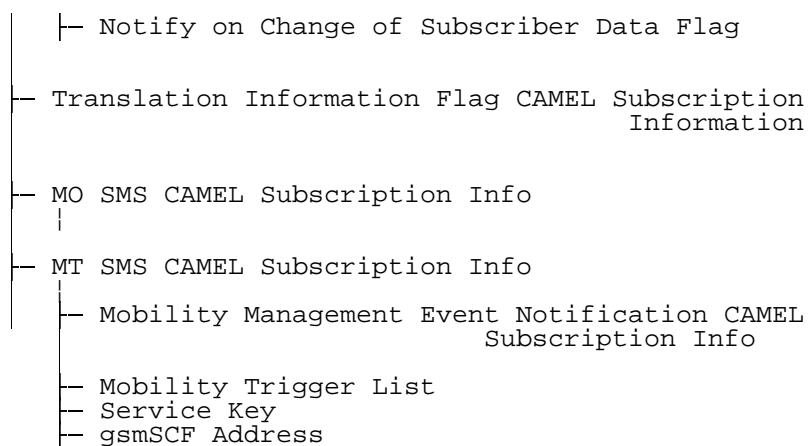 Notify on Change of Subscriber Data Flag
Translation Information Flag CAMEL Subscription
Information
MO SMS CAMEL Subscription Info
MT SMS CAMEL Subscription Info
Mobility Management Event Notification CAMEL
Subscription Info
Mobility Trigger List
Service Key
gsmSCF Address